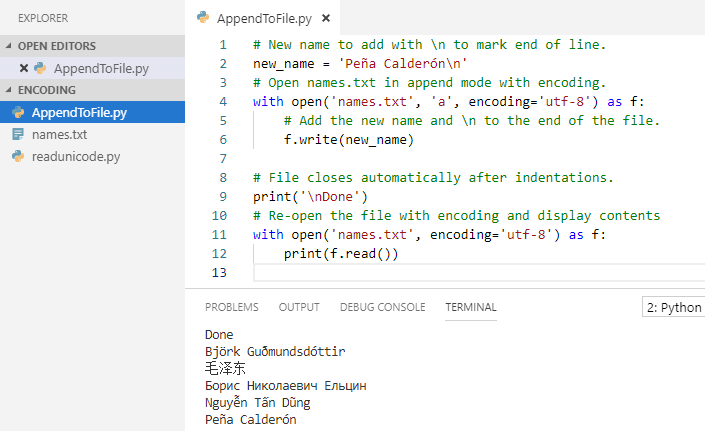 EXPLORER
OPEN EDITORS
AppendToFile.py
ENCODING
AppendToFile.py
names.txt
readunicode.py
AppendToFile.py
1 # New name to add with \n to mark end of line.
2 new_name = 'Peña Calderón\n'
3 # Open names.txt in append mode with encoding.
4 with open('names.txt', 'a', encoding='utf-8') as f:
5 # Add the new name and \n to the end of the file.
6 f.write(new_name)
7
8 # File closes automatically after indentations.
9 print('\nDone')
10 # Re-open the file with encoding and display contents
11 with open('names.txt', encoding='utf-8') as f:
12 print(f.read())
13
PROBLEMS OUTPUT DEBUG CONSOLE TERMINAL 2: Python
Done
Björk Guðmundsdóttir
毛泽东
Борис Николаевич Ельцин
Nguyễn Tấn Dũng
Peña Calderón